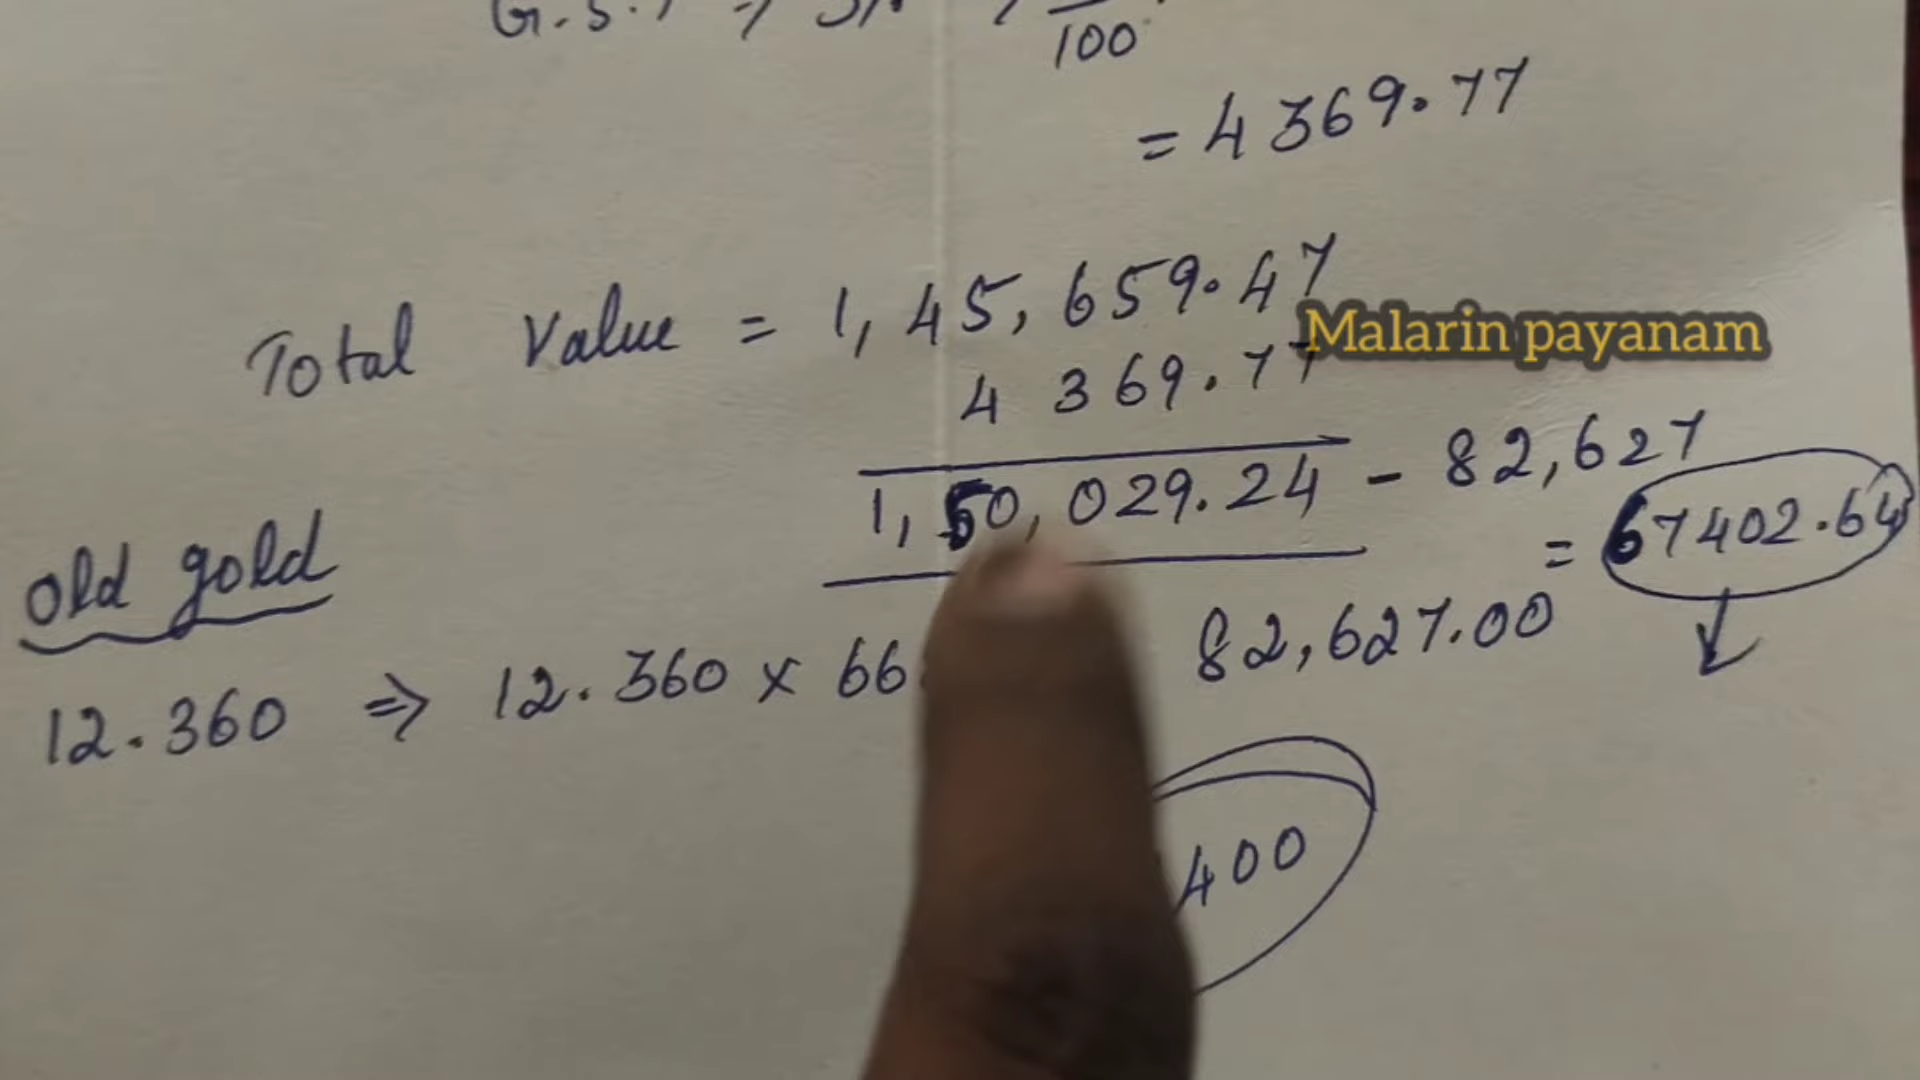 100
= 4369.77
Total Value = 1,45,659.47
Malarin payanam
4 369.77
1,50,029.24 - 82,627
= 67402.64
Old gold
12.360 ⇒ 12.360 x 66 82,627.00
400